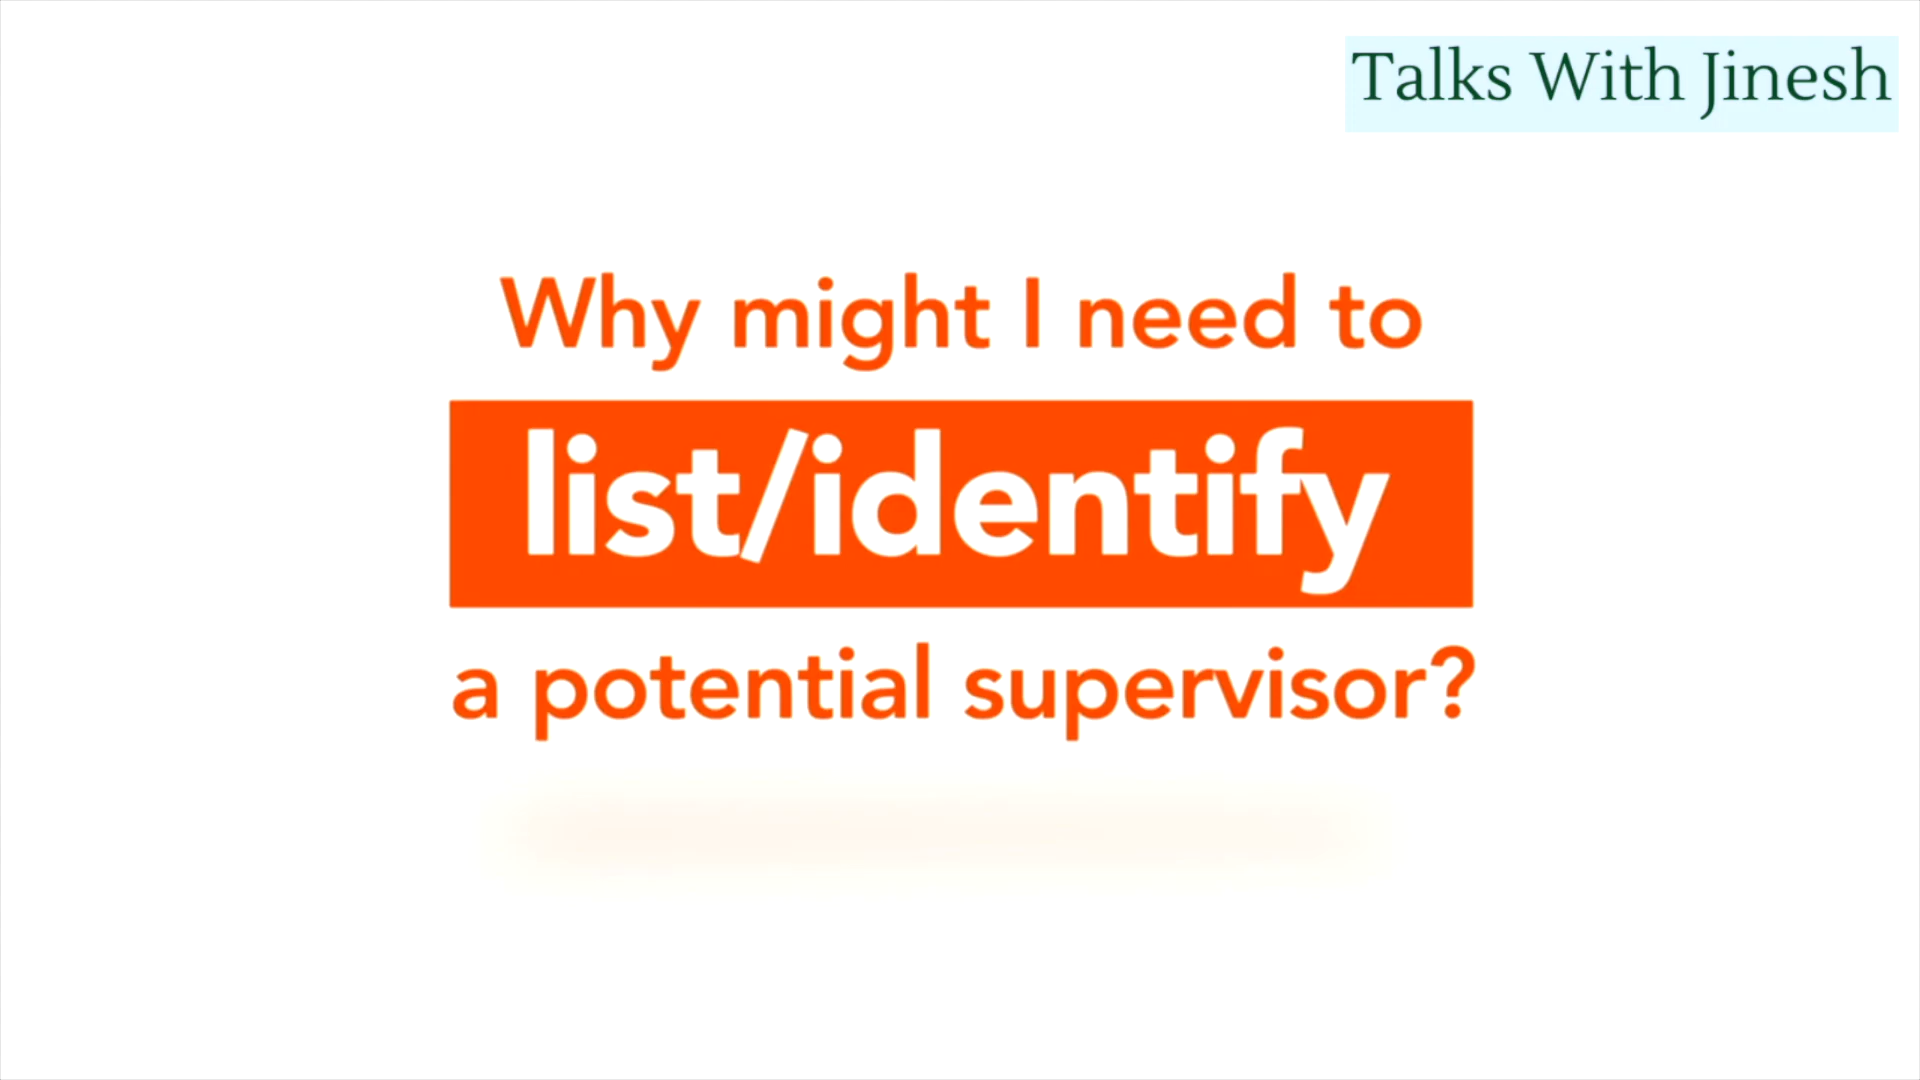 Talks With Jinesh
Why might I need to
list/identify
a potential supervisor?